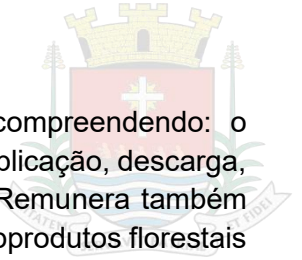 compreendendo: o
plicação, descarga,
Remunera também
oprodutos florestais